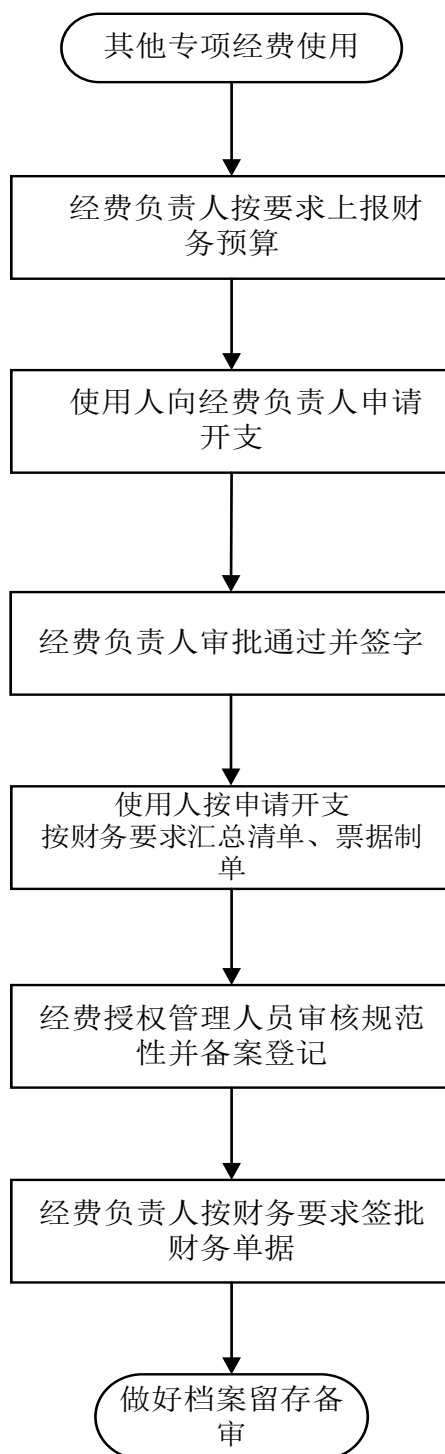 其他专项经费使用
经费负责人按要求上报财
务预算
使用人向经费负责人申请
开支
经费负责人审批通过并签字
使用人按申请开支
按财务要求汇总清单、票据制
单
经费授权管理人员审核规范
性并备案登记
经费负责人按财务要求签批
财务单据
做好档案留存备
审